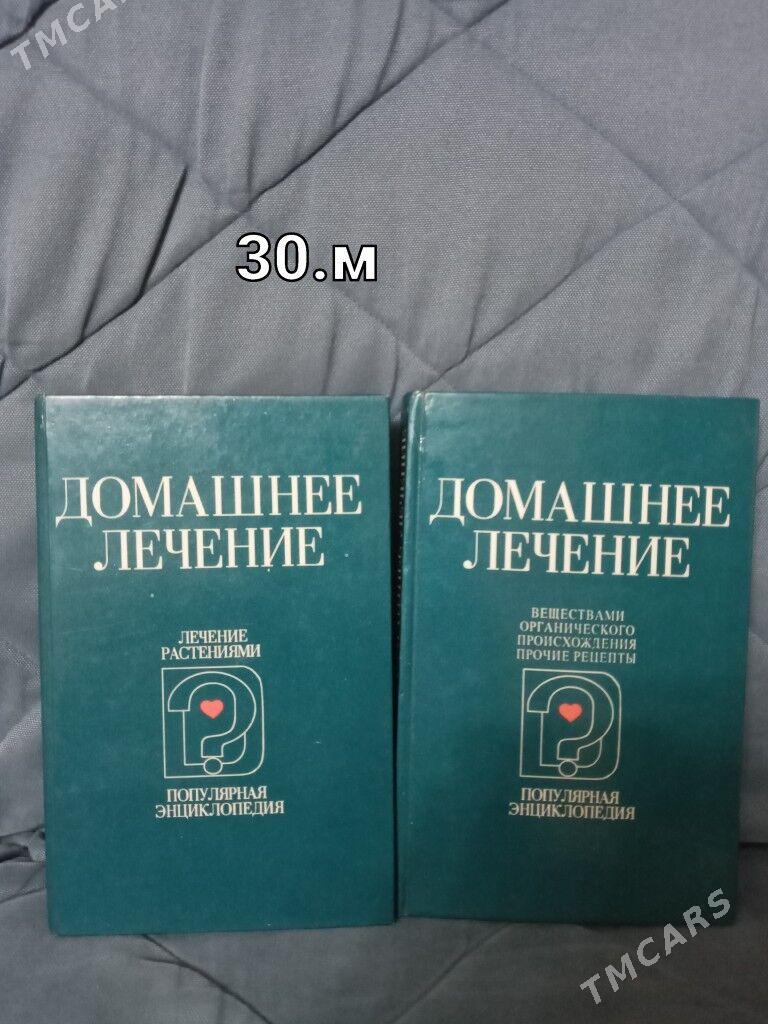 TMCARS
30.м
ДОМАШНЕЕ
ЛЕЧЕНИЕ
ЛЕЧЕНИЕ
РАСТЕНИЯМИ
ПОПУЛЯРНАЯ
ЭНЦИКЛОПЕДИЯ
ДОМАШНЕЕ
ЛЕЧЕНИЕ
ВЕЩЕСТВАМИ
ОРГАНИЧЕСКОГО
ПРОИСХОЖДЕНИЯ
ПРОЧИЕ РЕЦЕПТЫ
ПОПУЛЯРНАЯ
ЭНЦИКЛОПЕДИЯ
TMCARS